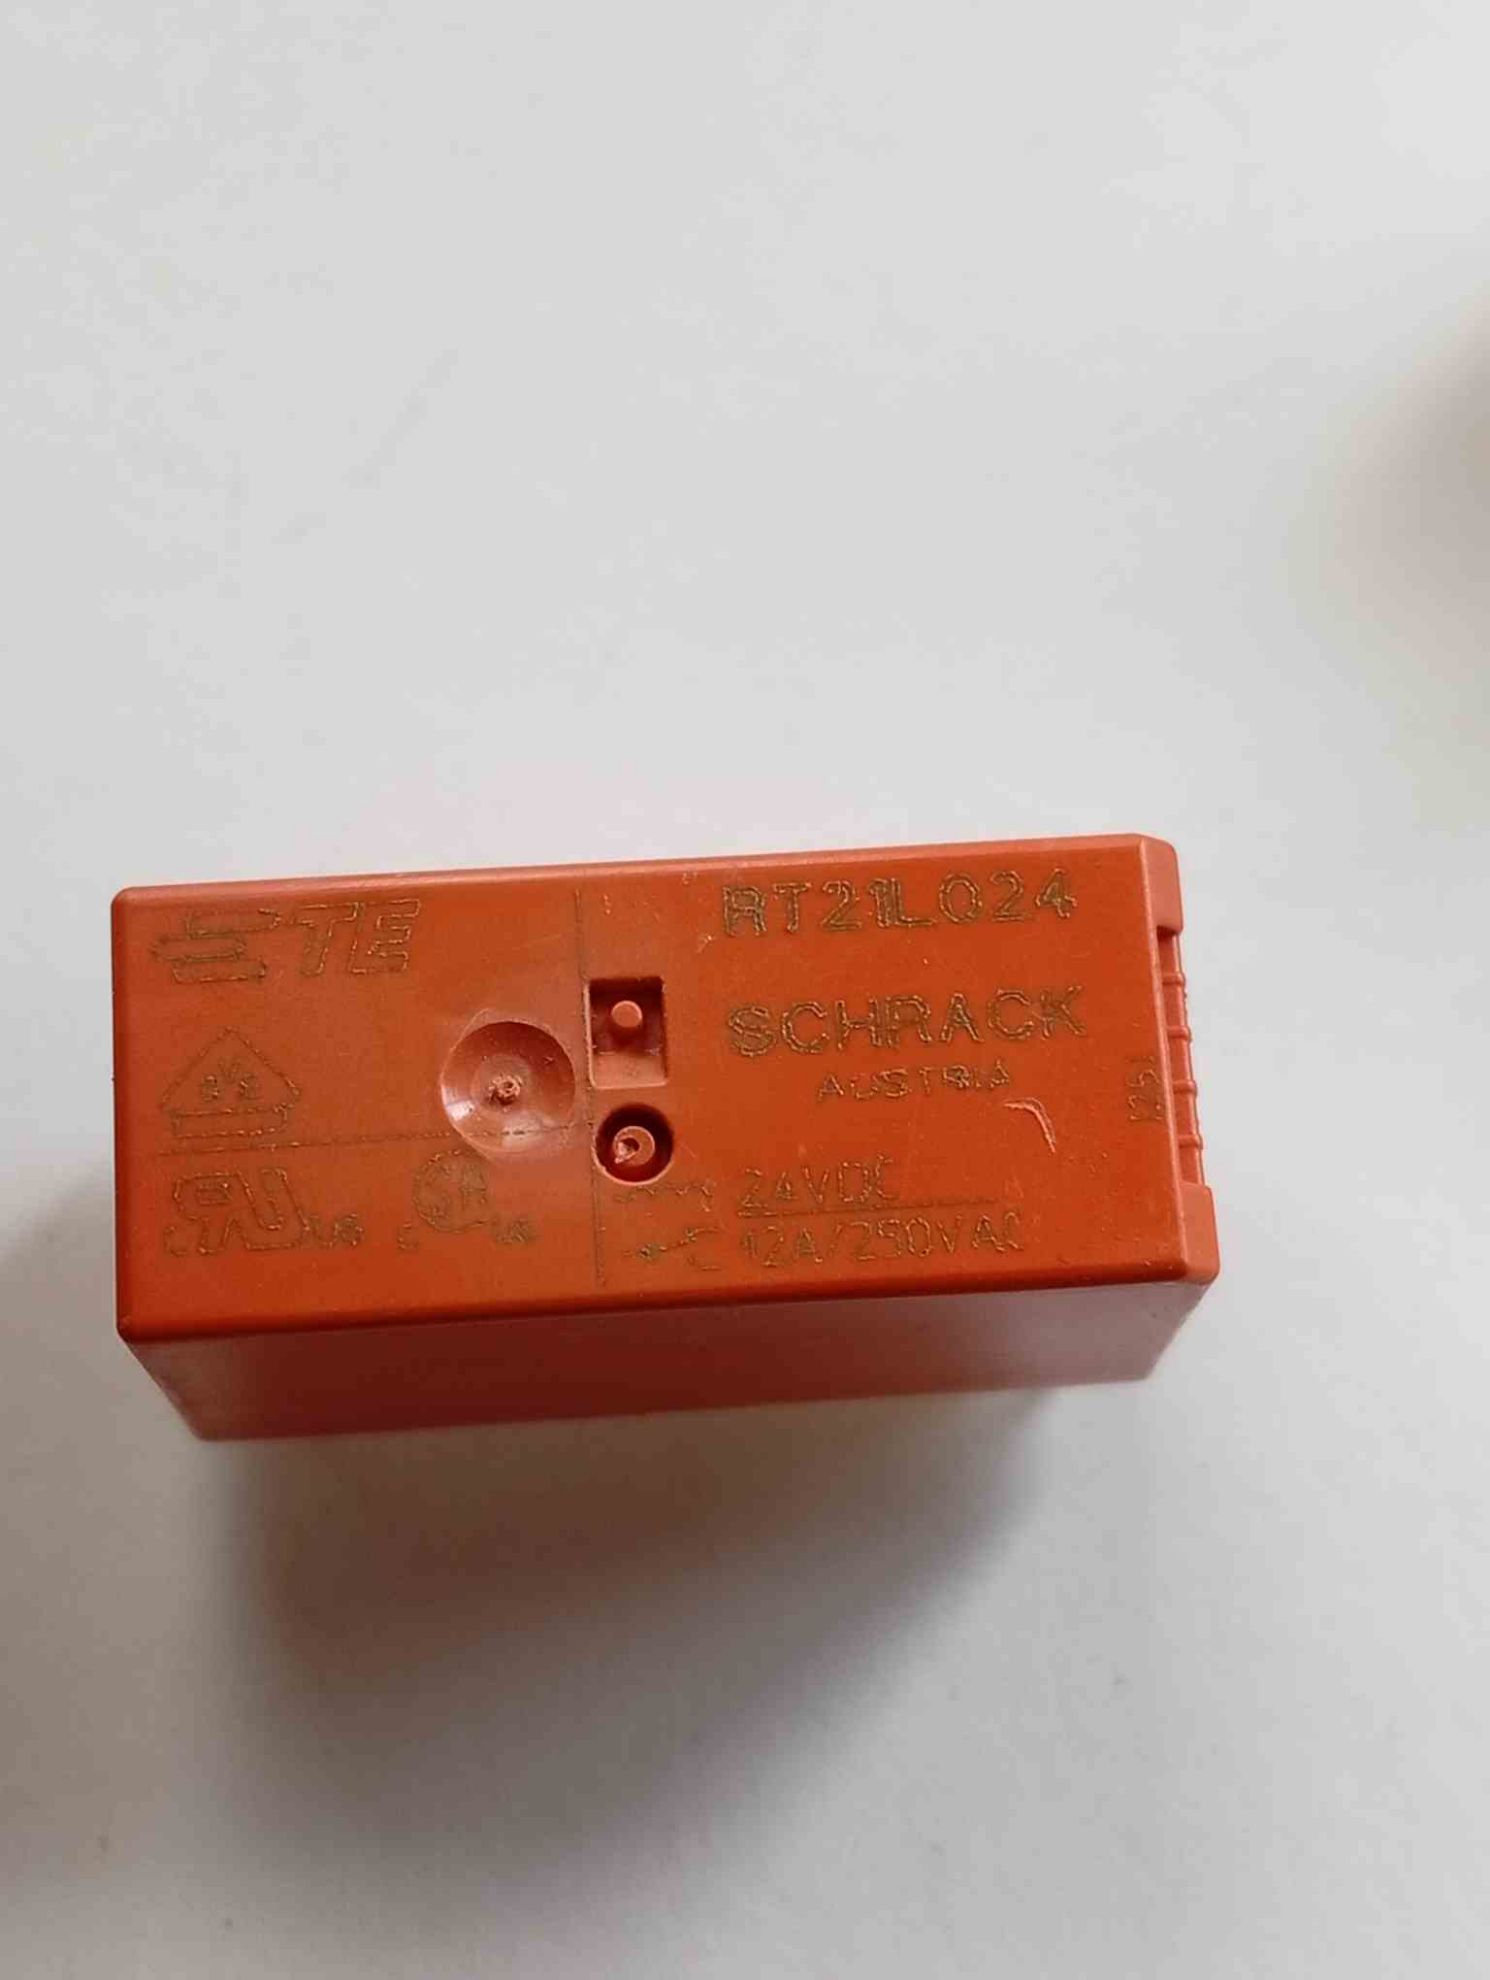 TE
RT21L024
SCHRACK
AUSTRIA
24VDC
12A/250VAC